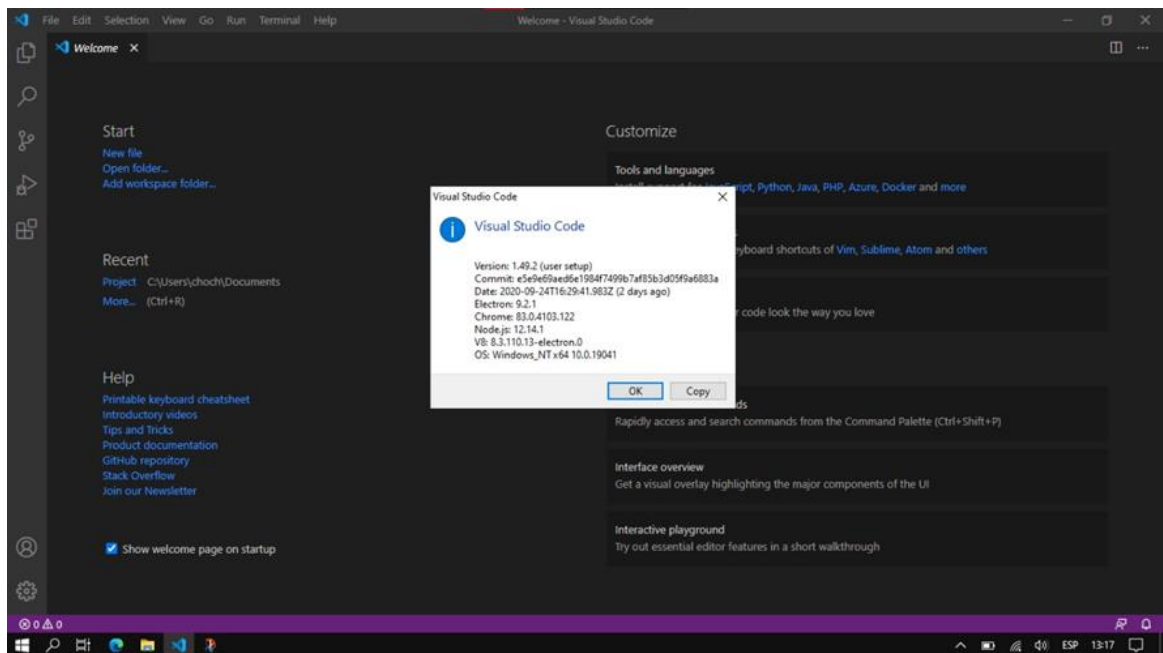 File Edit Selection View Go Run Terminal Help
Welcome - Visual Studio Code
Welcome
Start
New file
Open folder...
Add workspace folder...
Recent
Project C:\Users\choch\Documents
More... (Ctrl+R)
Help
Printable keyboard cheatsheet
Introductory videos
Tips and Tricks
Product documentation
GitHub repository
Stack Overflow
Join our Newsletter
Show welcome page on startup
Customize
Tools and languages
Python, Java, PHP, Azure, Docker and more
shortcuts of Vim, Sublime, Atom and others
code look the way you love
Rapidly access and search commands from the Command Palette (Ctrl+Shift+P)
Interface overview
Get a visual overlay highlighting the major components of the UI
Interactive playground
Try out essential editor features in a short walkthrough
Visual Studio Code
Visual Studio Code
Version: 1.49.2 (user setup)
Commit: e5e9e69aed6e1984f7499b7af85b3d05f9a6883a
Date: 2020-09-24T16:29:41.983Z (2 days ago)
Electron: 9.2.1
Chrome: 83.0.4103.122
Node.js: 12.14.1
V8: 8.3.110.13-electron.0
OS: Windows_NT x64 10.0.19041
OK Copy
0 0
ESP 13:17